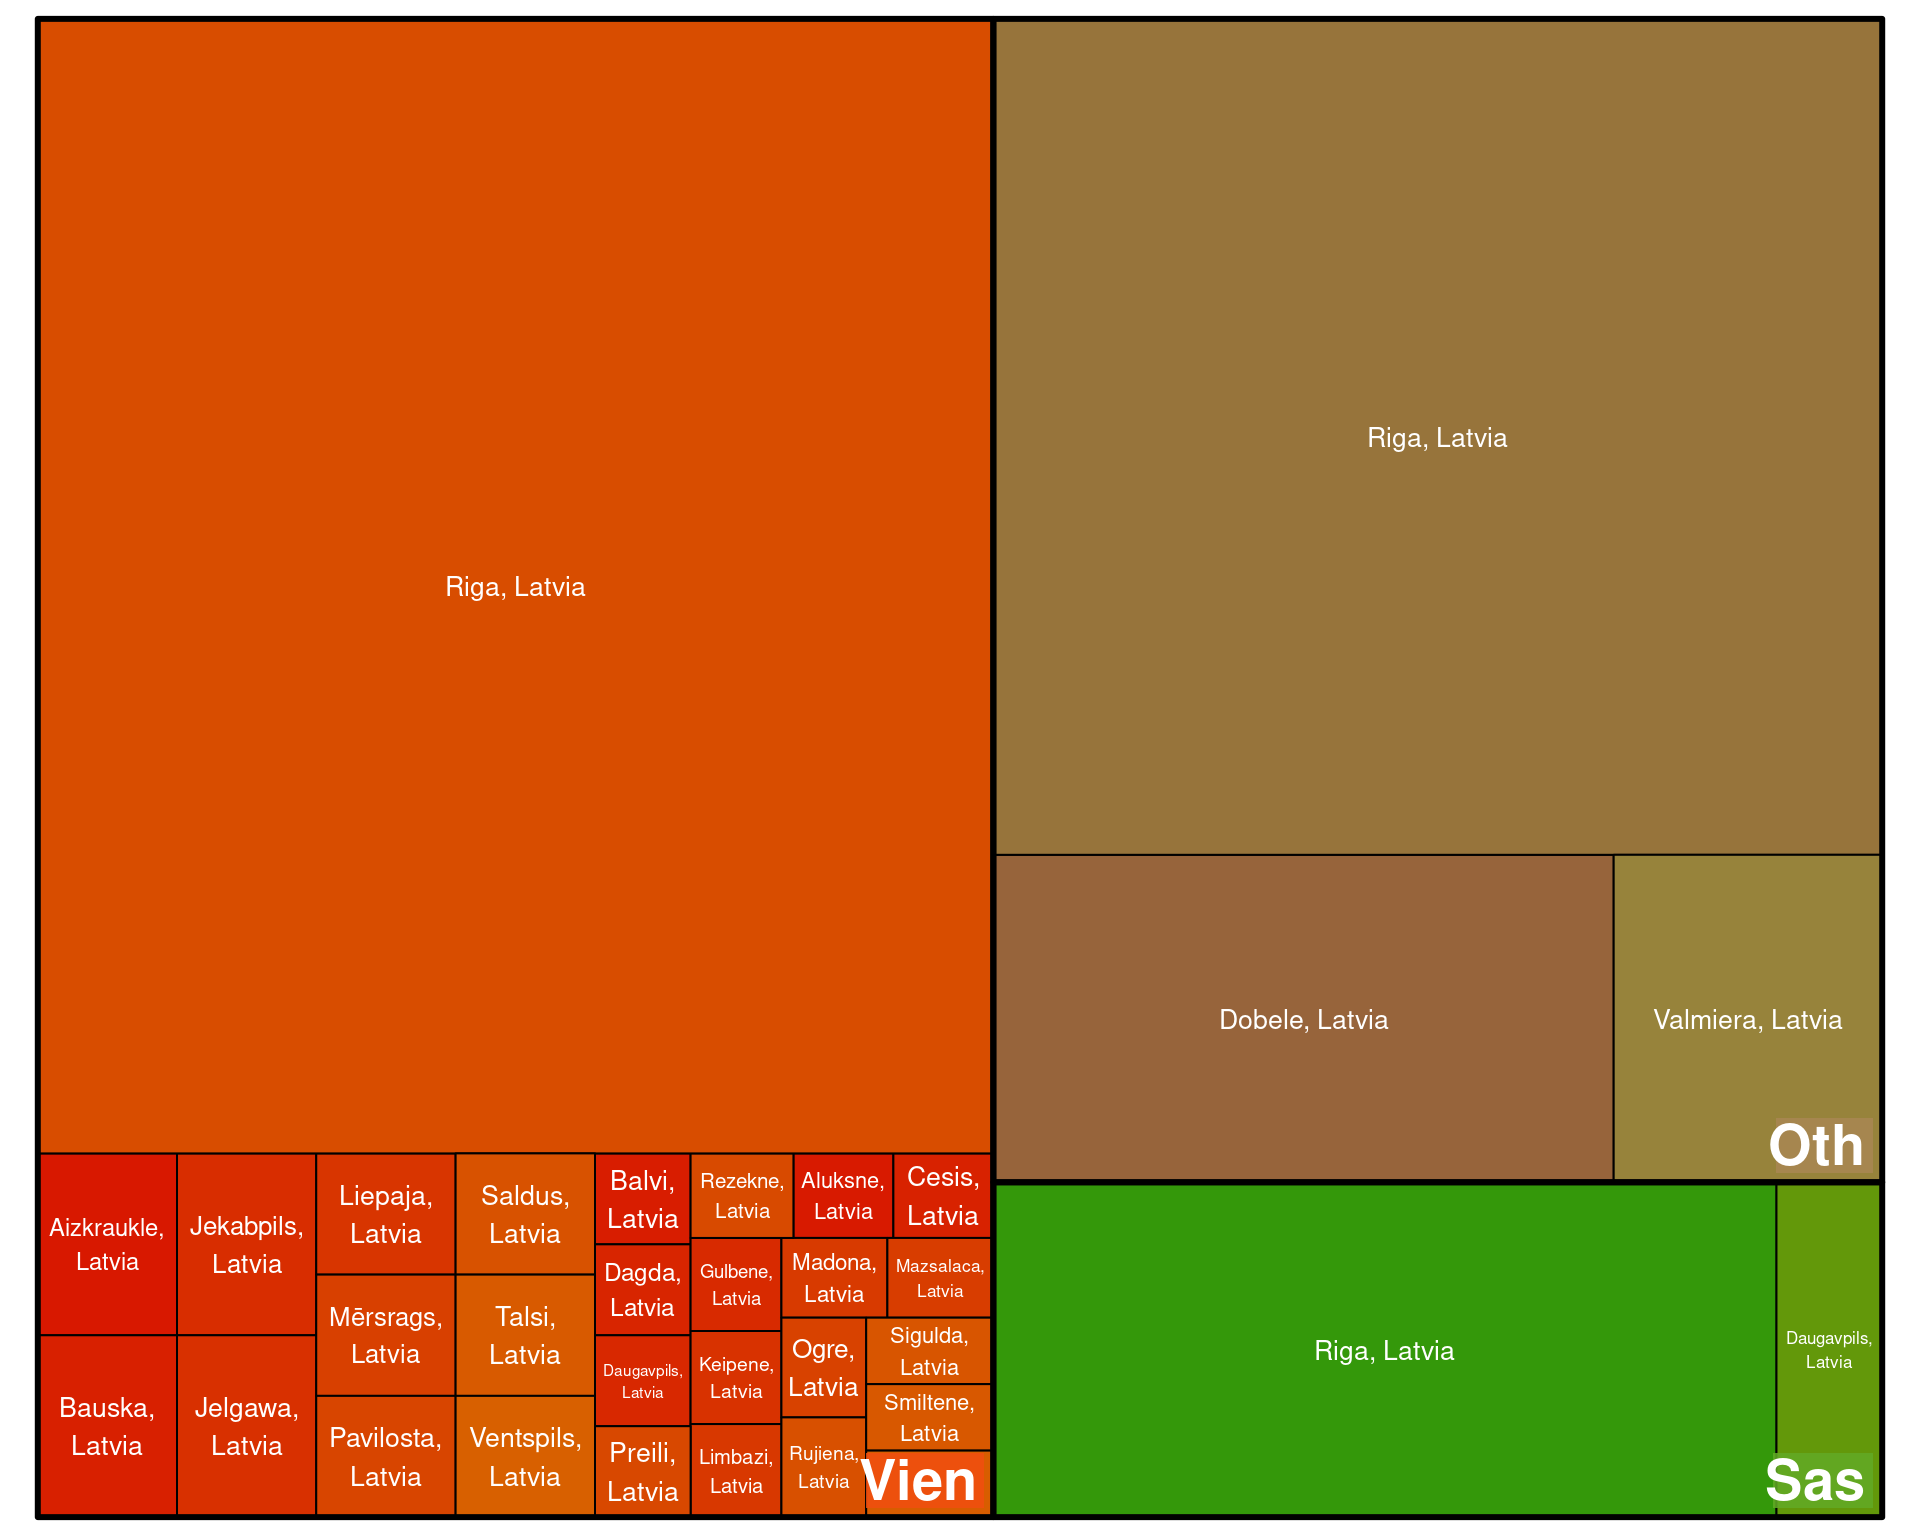 Riga, Latvia
Aizkraukle,
Latvia
Bauska,
Latvia
Jekabpils,
Latvia
Jelgawa,
Latvia
Liepaja,
Latvia
Mērsrags,
Latvia
Pavilosta,
Latvia
Saldus,
Latvia
Talsi,
Latvia
Ventspils,
Latvia
Balvi,
Latvia
Dagda,
Latvia
Daugavpils,
Latvia
Preili,
Latvia
Rezekne,
Latvia
Aluksne,
Latvia
Cesis,
Latvia
Gulbene,
Latvia
Keipene,
Latvia
Limbazi,
Latvia
Madona,
Latvia
Mazsalaca,
Latvia
Ogre,
Latvia
Rujiena,
Latvia
Sigulda,
Latvia
Smiltene,
Latvia
Vien
Riga, Latvia
Dobele, Latvia
Valmiera, Latvia
Oth
Riga, Latvia
Daugavpils,
Latvia
Sas